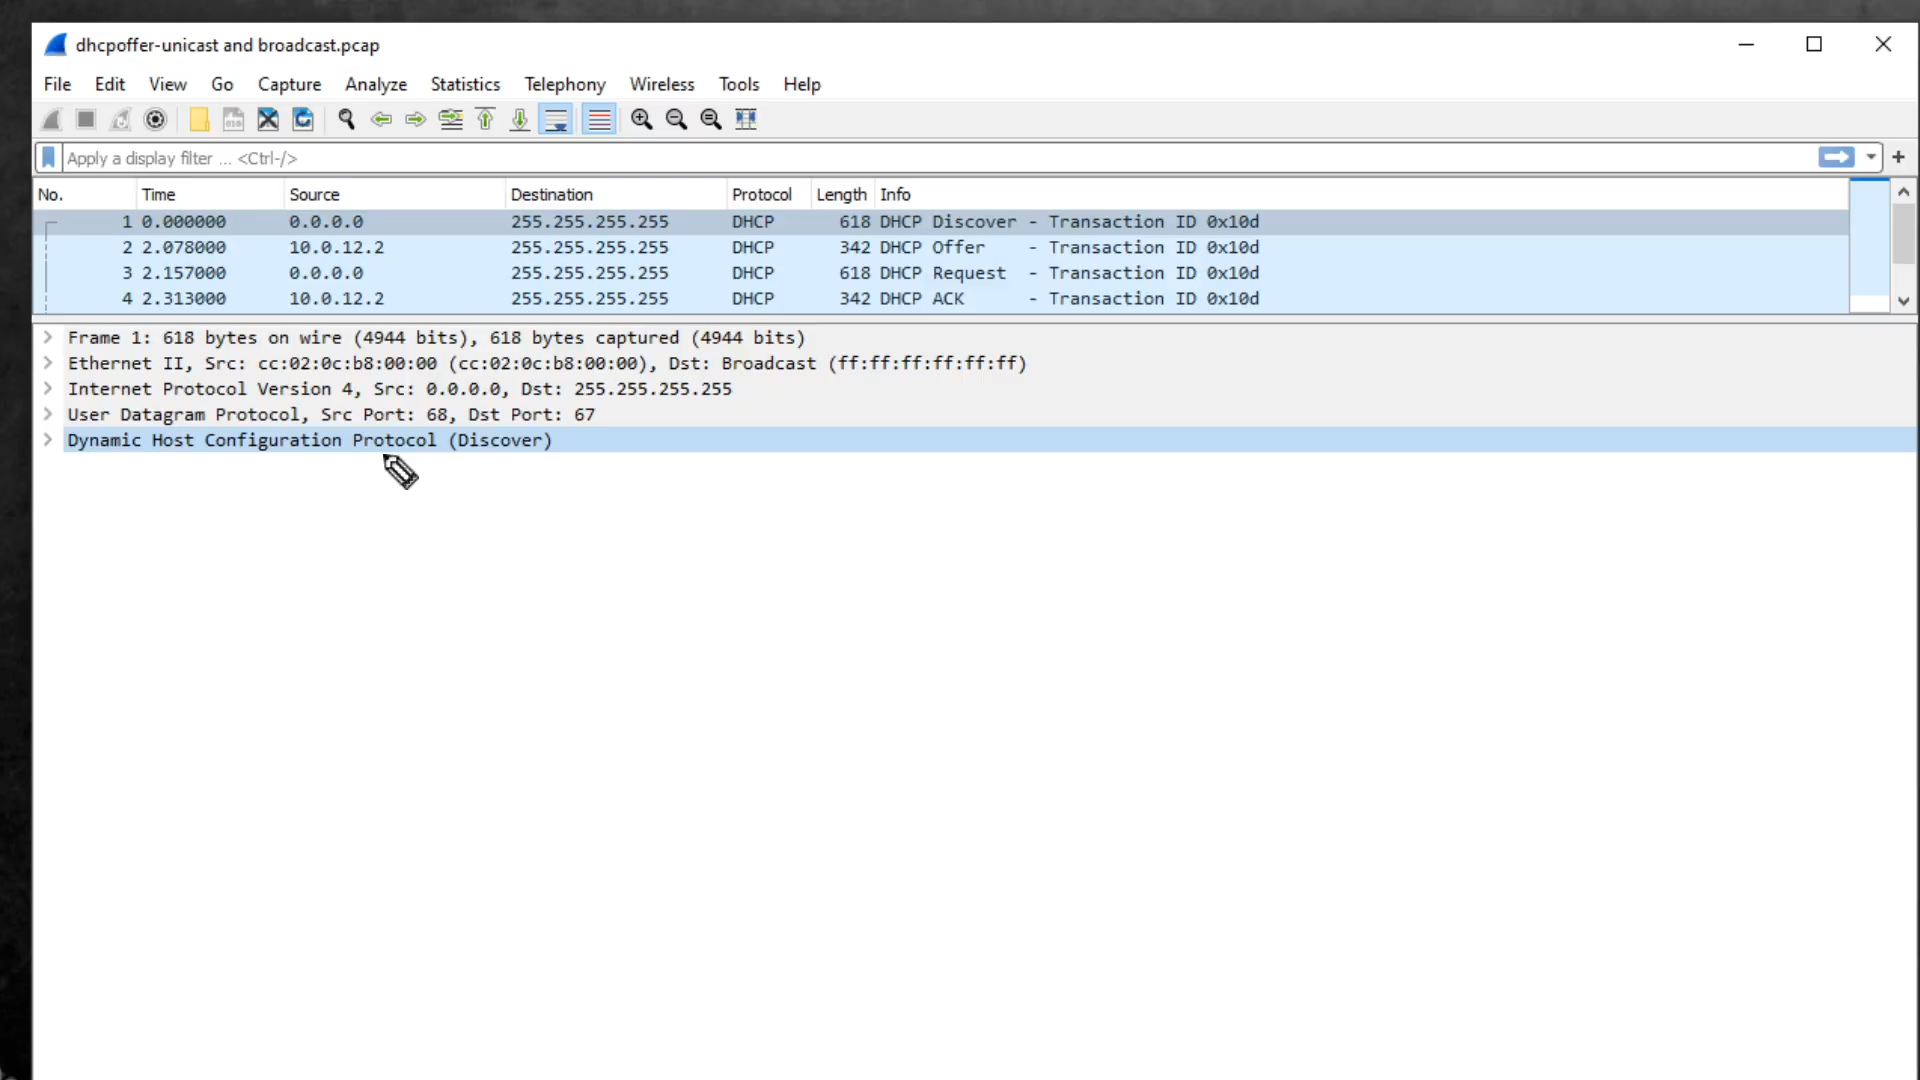 dhcpoffer-unicast and broadcast.pcap
File Edit View Go Capture Analyze Statistics Telephony Wireless Tools Help
Apply a display filter ... <Ctrl-/>
No. Time Source Destination Protocol Length Info
1 0.000000 0.0.0.0 255.255.255.255 DHCP 618 DHCP Discover - Transaction ID 0x10d
2 2.078000 10.0.12.2 255.255.255.255 DHCP 342 DHCP Offer - Transaction ID 0x10d
3 2.157000 0.0.0.0 255.255.255.255 DHCP 618 DHCP Request - Transaction ID 0x10d
4 2.313000 10.0.12.2 255.255.255.255 DHCP 342 DHCP ACK - Transaction ID 0x10d
Frame 1: 618 bytes on wire (4944 bits), 618 bytes captured (4944 bits)
Ethernet II, Src: cc:02:0c:b8:00:00 (cc:02:0c:b8:00:00), Dst: Broadcast (ff:ff:ff:ff:ff:ff)
Internet Protocol Version 4, Src: 0.0.0.0, Dst: 255.255.255.255
User Datagram Protocol, Src Port: 68, Dst Port: 67
Dynamic Host Configuration Protocol (Discover)